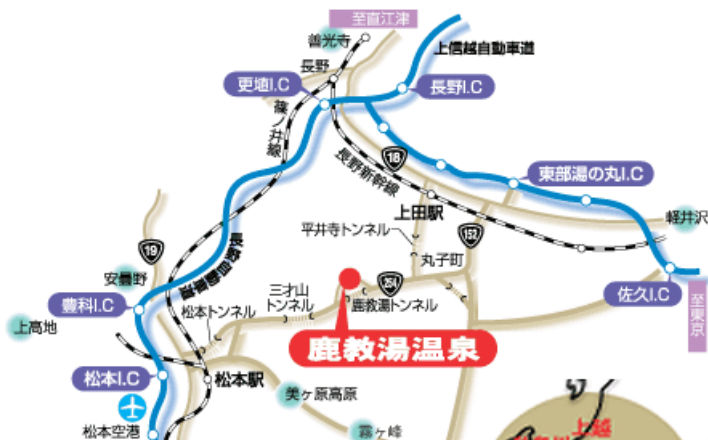 至直江津
善光寺
上信越自動車道
長野
更埴I.C
長野I.C
篠ノ井線
18
長野新幹線
東部湯の丸I.C
上田駅
軽井沢
平井寺トンネル
152
19
丸子町
安曇野
254
三才山
トンネル
鹿教湯トンネル
佐久I.C
豊科I.C
松本トンネル
至東京
上高地
鹿教湯温泉
松本I.C
松本駅
美ヶ原高原
松本空港
霧ヶ峰
上越